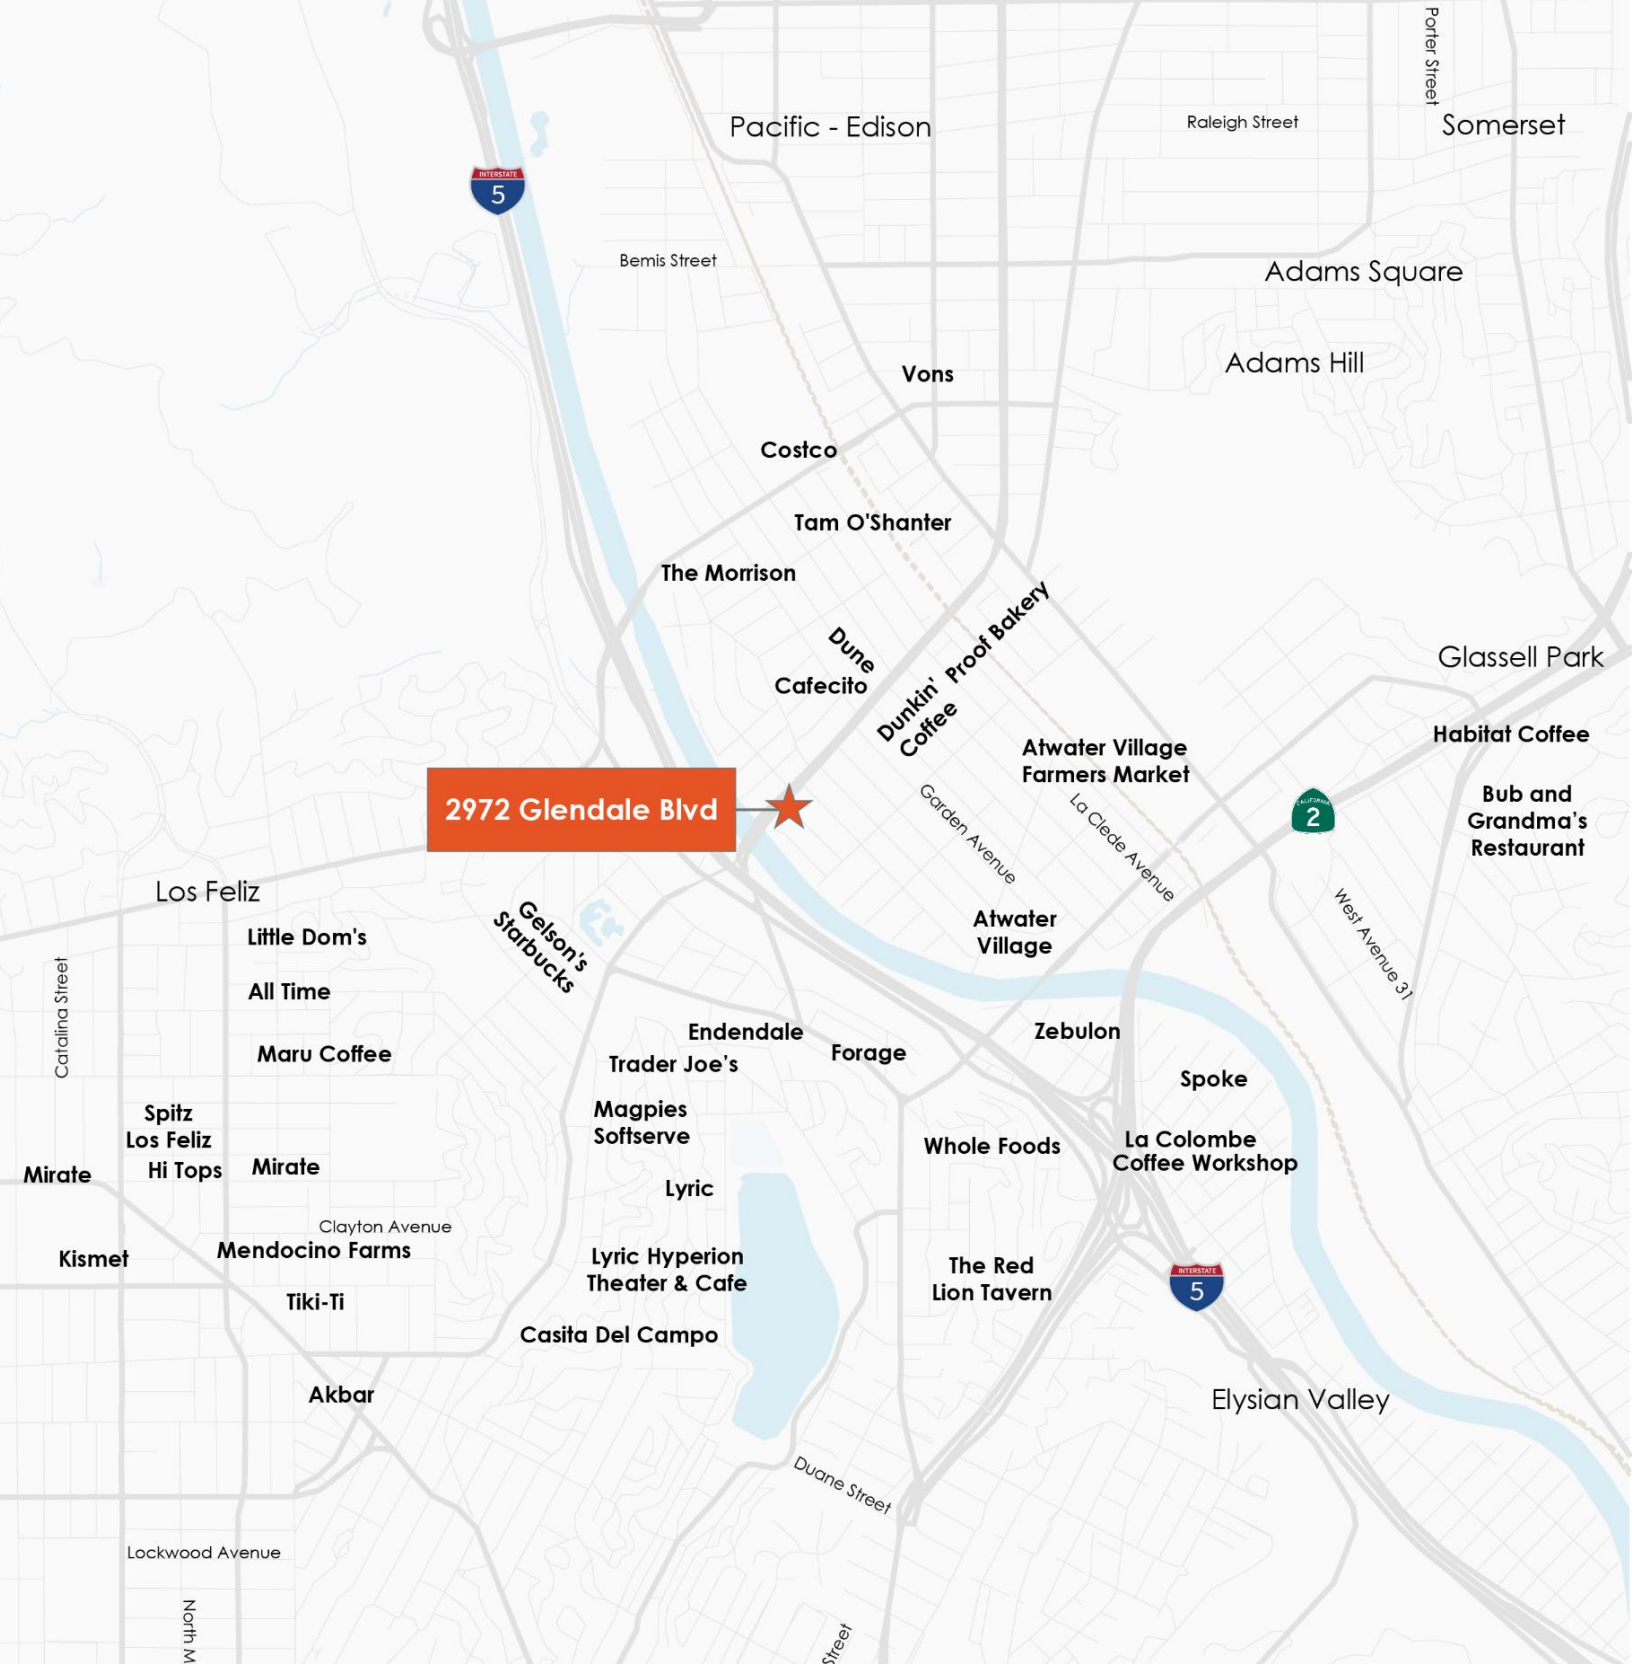 Porter Street
Pacific - Edison
Raleigh Street
Somerset
INTERSTATE
5
Bemis Street
Adams Square
Adams Hill
Vons
Costco
Tam O'Shanter
The Morrison
Dune
Cafecito
Proof Bakery
Dunkin'
Coffee
Glassell Park
Habitat Coffee
Atwater Village
Farmers Market
Bub and
Grandma’s
Restaurant
CALIFORNIA
2
2972 Glendale Blvd
Garden Avenue
La Clede Avenue
West Avenue 31
Los Feliz
Little Dom's
Gelson's
Starbucks
Atwater
Village
All Time
Catalina Street
Maru Coffee
Endendale
Trader Joe’s
Forage
Zebulon
Spoke
Magpies
Softserve
Spitz
Los Feliz
Hi Tops
Mirate
Mirate
Whole Foods
La Colombe
Coffee Workshop
Lyric
Clayton Avenue
Mendocino Farms
Kismet
Lyric Hyperion
Theater & Cafe
The Red
Lion Tavern
INTERSTATE
5
Tiki-Ti
Casita Del Campo
Akbar
Elysian Valley
Duane Street
Lockwood Avenue
North M
Street